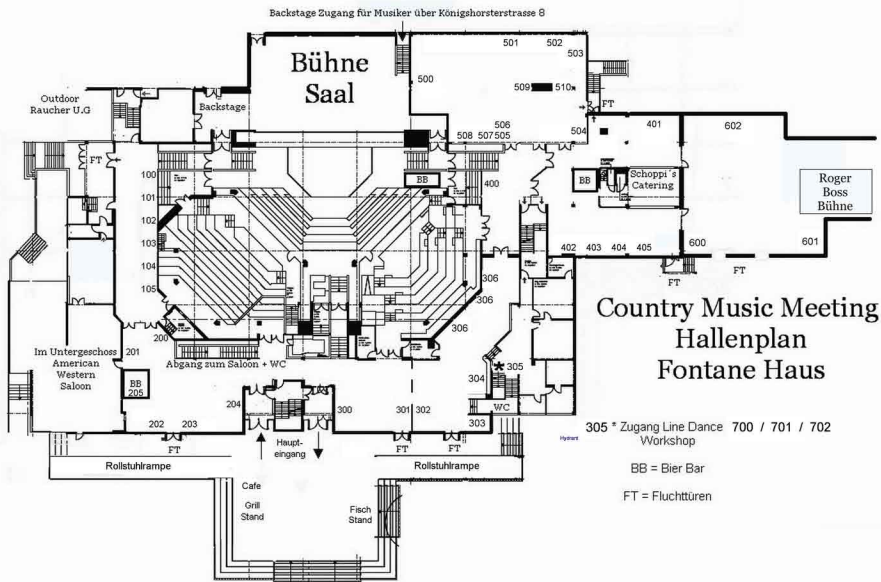 Backstage Zugang für Musiker über Königshorsterstrasse 8
Bühne
Saal
501
502
503
500
509
510
Outdoor
Raucher U.G
Backstage
FT
506
508
507
505
504
401
602
FT
BB
400
BB
Schoppi´s
Catering
Roger
Boss
Bühne
100
101
102
103
104
105
402
403
404
405
600
601
FT
FT
306
306
306
Country Music Meeting
Hallenplan
Fontane Haus
Im Untergeschoss
American
Western
Saloon
201
200
Abgang zum Saloon + WC
BB
205
* 305
304
204
300
301
302
303
WC
202
203
FT
Haupt-
eingang
FT
FT
Hydrant
305 * Zugang Line Dance 700 / 701 / 702
Workshop
BB = Bier Bar
FT = Fluchttüren
Rollstuhlrampe
Rollstuhlrampe
Cafe
Grill
Stand
Fisch
Stand